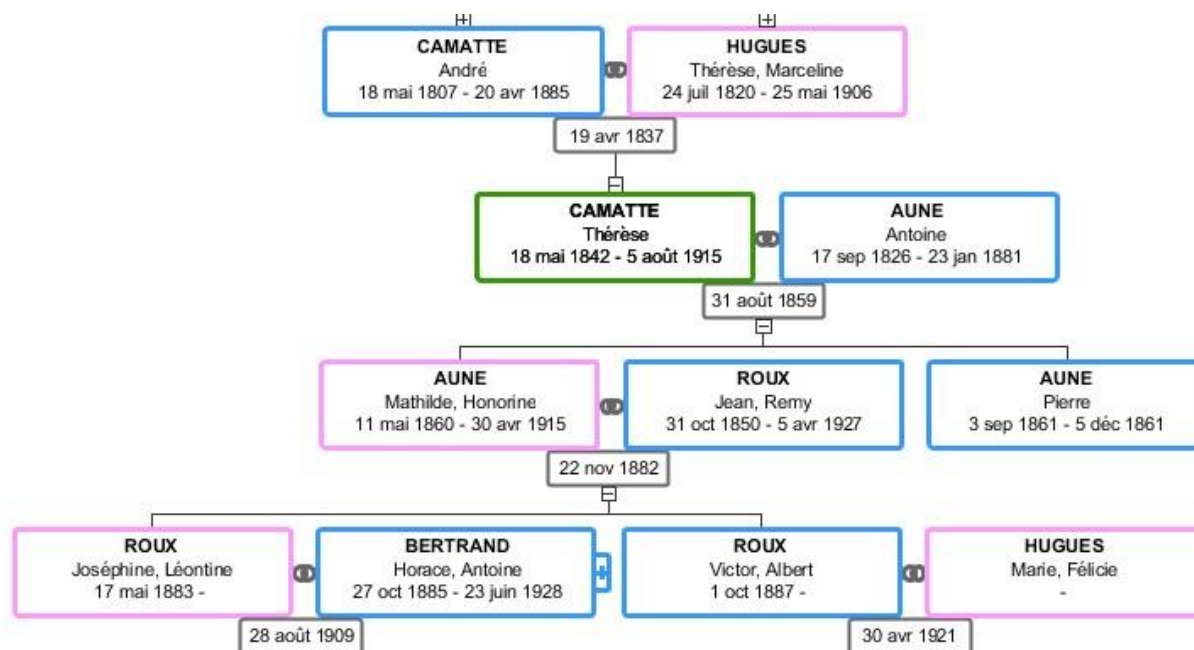 CAMATTE
André
18 mai 1807 - 20 avr 1885
HUGUES
Thérèse, Marceline
24 juil 1820 - 25 mai 1906
19 avr 1837
CAMATTE
Thérèse
18 mai 1842 - 5 août 1915
AUNE
Antoine
17 sep 1826 - 23 jan 1881
31 août 1859
AUNE
Mathilde, Honorine
11 mai 1860 - 30 avr 1915
ROUX
Jean, Remy
31 oct 1850 - 5 avr 1927
AUNE
Pierre
3 sep 1861 - 5 déc 1861
22 nov 1882
ROUX
Joséphine, Léontine
17 mai 1883 -
BERTRAND
Horace, Antoine
27 oct 1885 - 23 juin 1928
ROUX
Victor, Albert
1 oct 1887 -
HUGUES
Marie, Félicie
-
28 août 1909
30 avr 1921